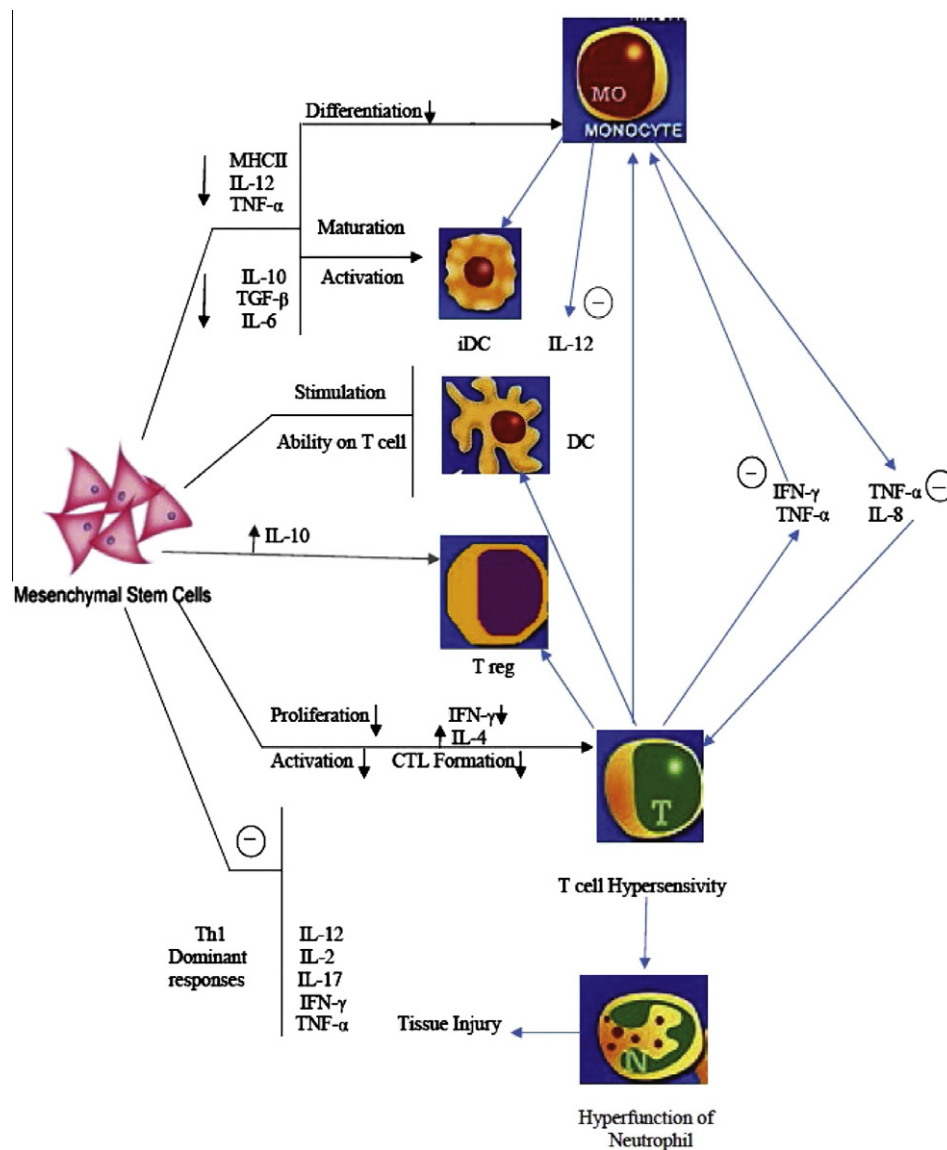 MO
MONOCYTE
Differentiation
MHCII
IL-12
TNF-α
Maturation
Activation
IL-10
TGF-β
IL-6
iDC
IL-12
Stimulation
Ability on T cell
DC
IFN-γ
TNF-α
TNF-α
IL-8
IL-10
Mesenchymal Stem Cells
T reg
Proliferation
IFN-γ
IL-4
Activation
CTL Formation
T
T cell Hypersensivity
Th1
Dominant
responses
IL-12
IL-2
IL-17
IFN-γ
TNF-α
Tissue Injury
N
Hyperfunction of
Neutrophil